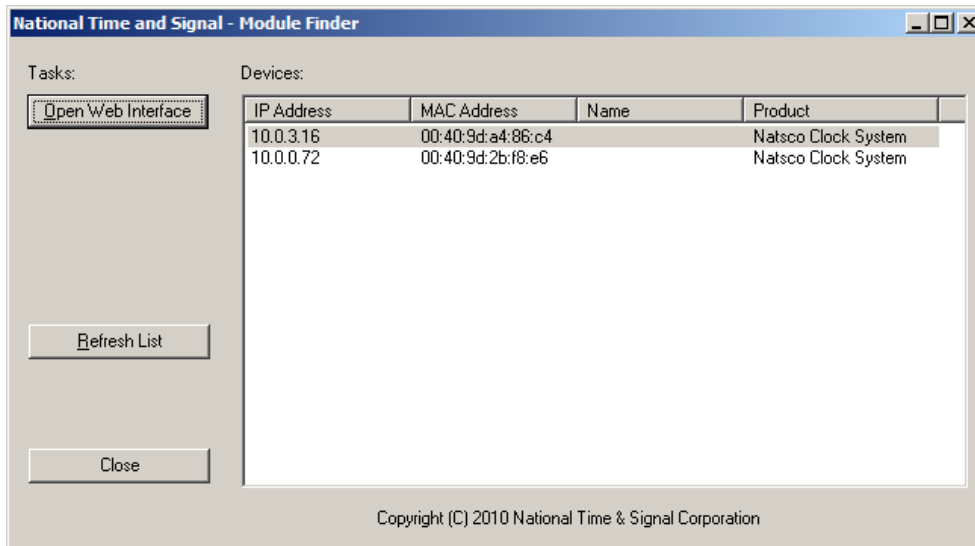 National Time and Signal - Module Finder
Tasks: Devices:
Open Web Interface
IP Address MAC Address Name Product
10.0.3.16 00:40:9d:a4:86:c4 Natsco Clock System
10.0.0.72 00:40:9d:2b:f8:e6 Natsco Clock System
Refresh List
Close
Copyright (C) 2010 National Time & Signal Corporation